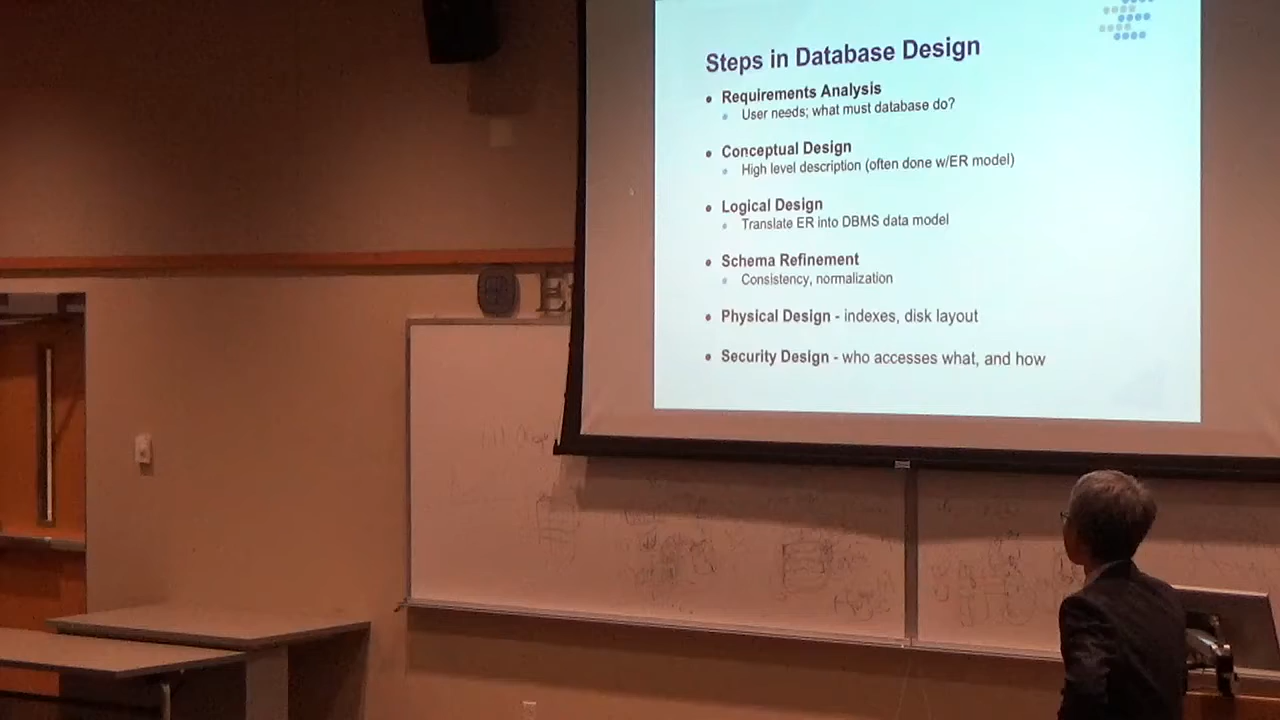 Steps in Database Design
• Requirements Analysis
• User needs; what must database do?
• Conceptual Design
• High level description (often done w/ER model)
• Logical Design
• Translate ER into DBMS data model
• Schema Refinement
• Consistency, normalization
• Physical Design - indexes, disk layout
• Security Design - who accesses what, and how
E